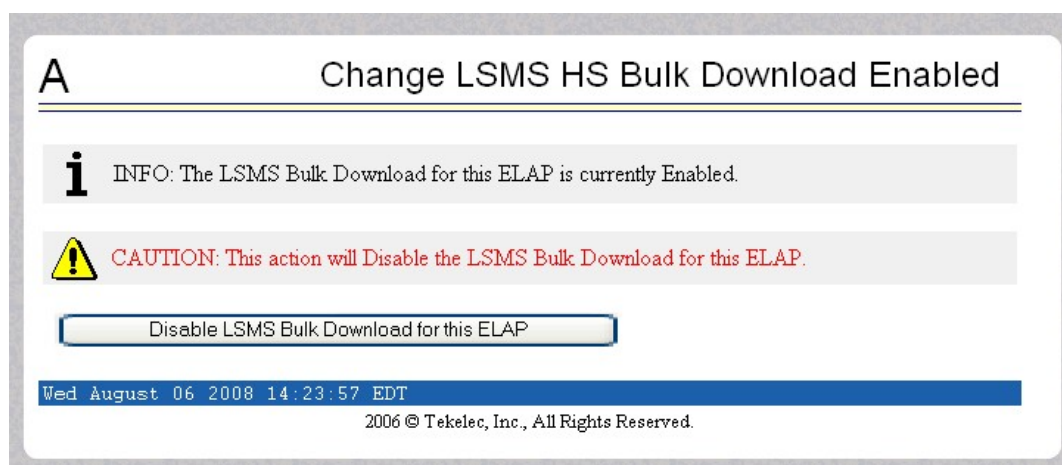 A
Change LSMS HS Bulk Download Enabled
INFO: The LSMS Bulk Download for this ELAP is currently Enabled.
CAUTION: This action will Disable the LSMS Bulk Download for this ELAP.
Disable LSMS Bulk Download for this ELAP
Wed August 06 2008 14:23:57 EDT
2006 © Tekelec, Inc., All Rights Reserved.